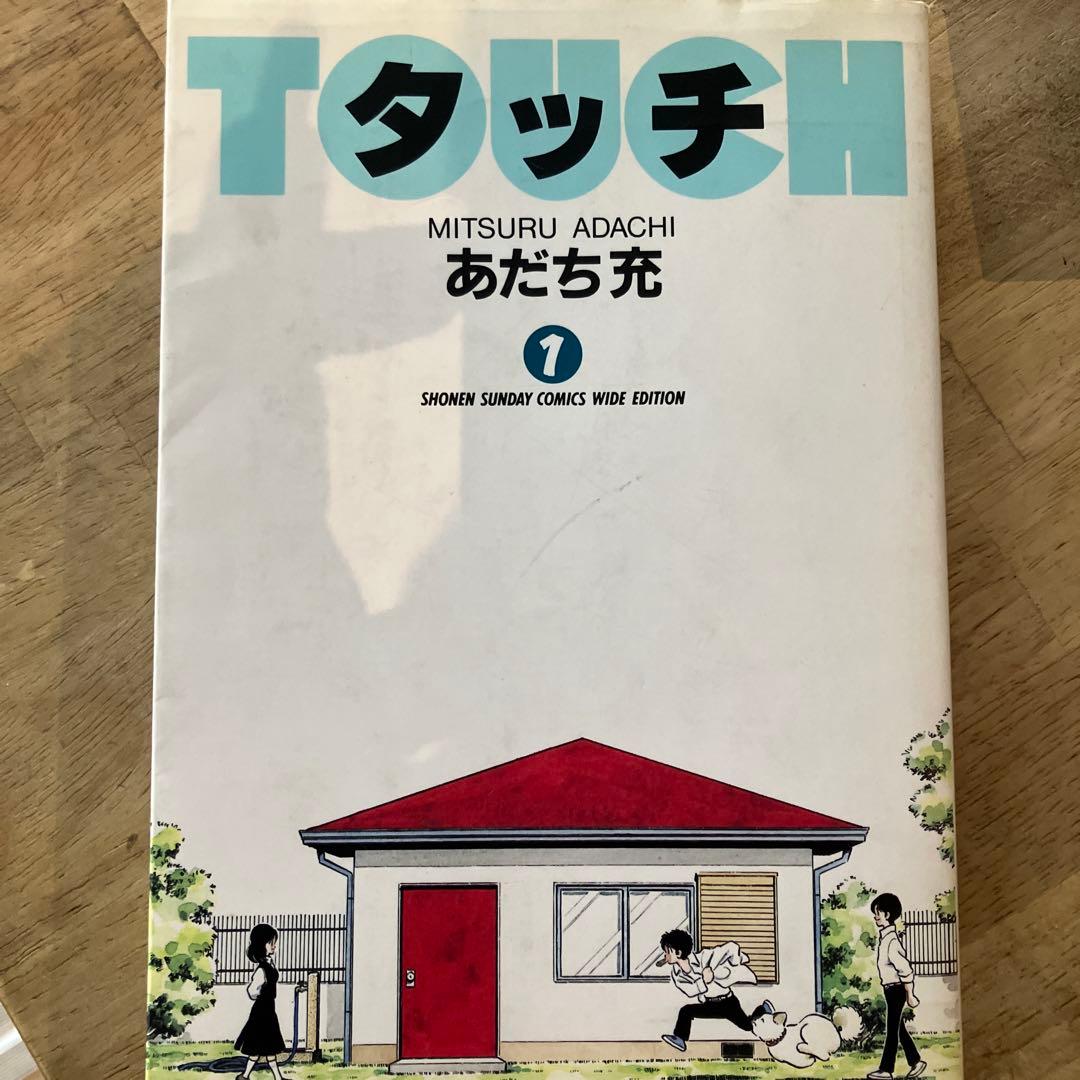 TOUCH
タッチ
MITSURU ADACHI
あだち充
1
SHONEN SUNDAY COMICS WIDE EDITION